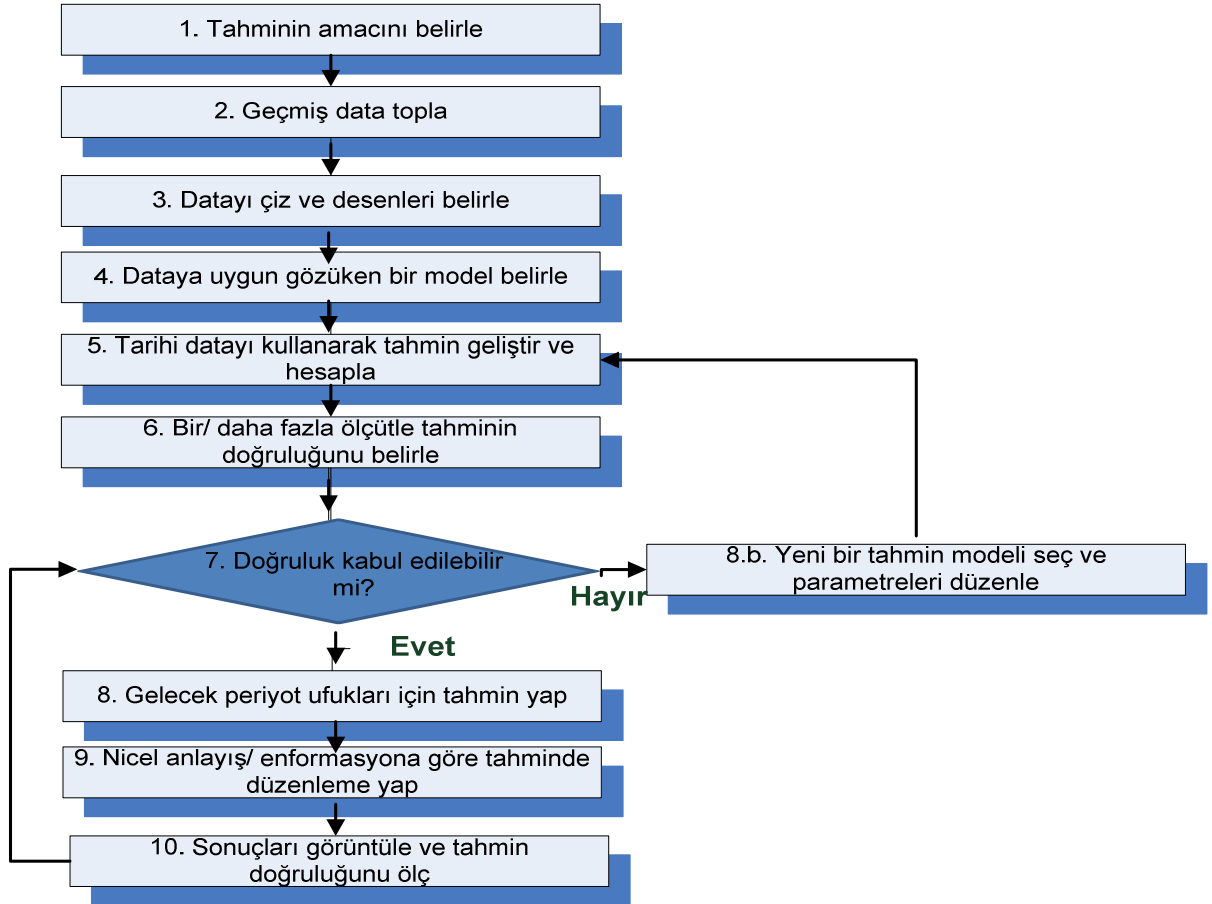 1. Tahminin amacını belirle
2. Geçmiş data topla
3. Datayı çiz ve desenleri belirle
4. Dataya uygun gözüken bir model belirle
5. Tarihi datayı kullanarak tahmin geliştir ve
hesapla
6. Bir/ daha fazla ölçütle tahminin
doğruluğunu belirle
7. Doğruluk kabul edilebilir
mi?
Hayır
8.b. Yeni bir tahmin modeli seç ve
parametreleri düzenle
Evet
8. Gelecek periyot ufukları için tahmin yap
9. Nicel anlayış/ enformasyona göre tahminde
düzenleme yap
10. Sonuçları görüntüle ve tahmin
doğruluğunu ölç